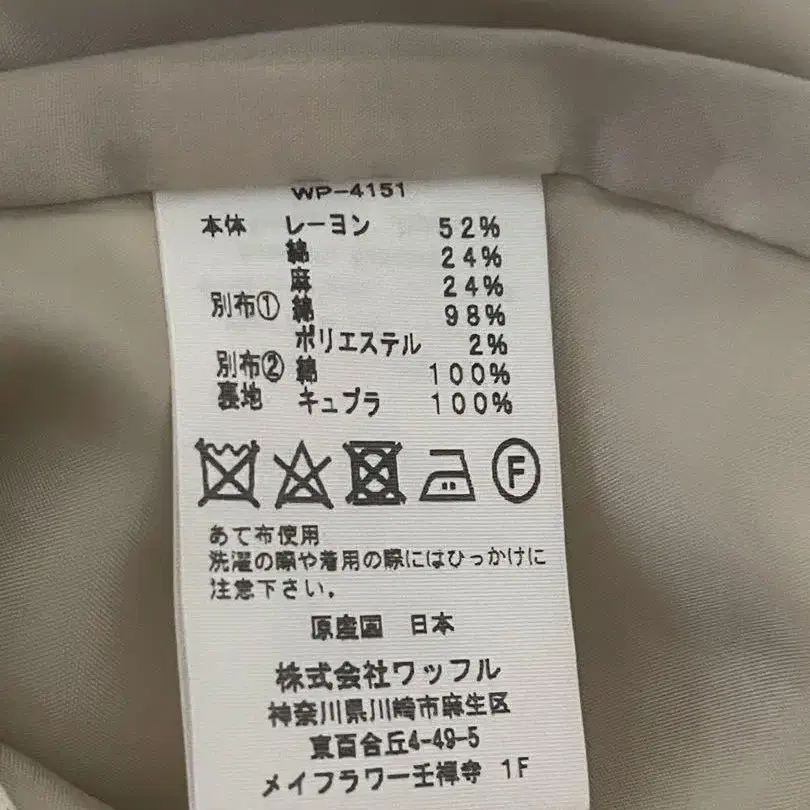 WP-4151
本体 レーヨン 52%
綿 24%
麻 24%
別布① 綿 98%
ポリエステル 2%
別布② 綿 100%
裏地 キュプラ 100%
F
あて布使用
洗濯の際や着用の際にはひっかけに
注意下さい。
原産国 日本
株式会社ワッフル
神奈川県川崎市麻生区
東百合丘4-49-5
メイフラワー王禅寺 1F